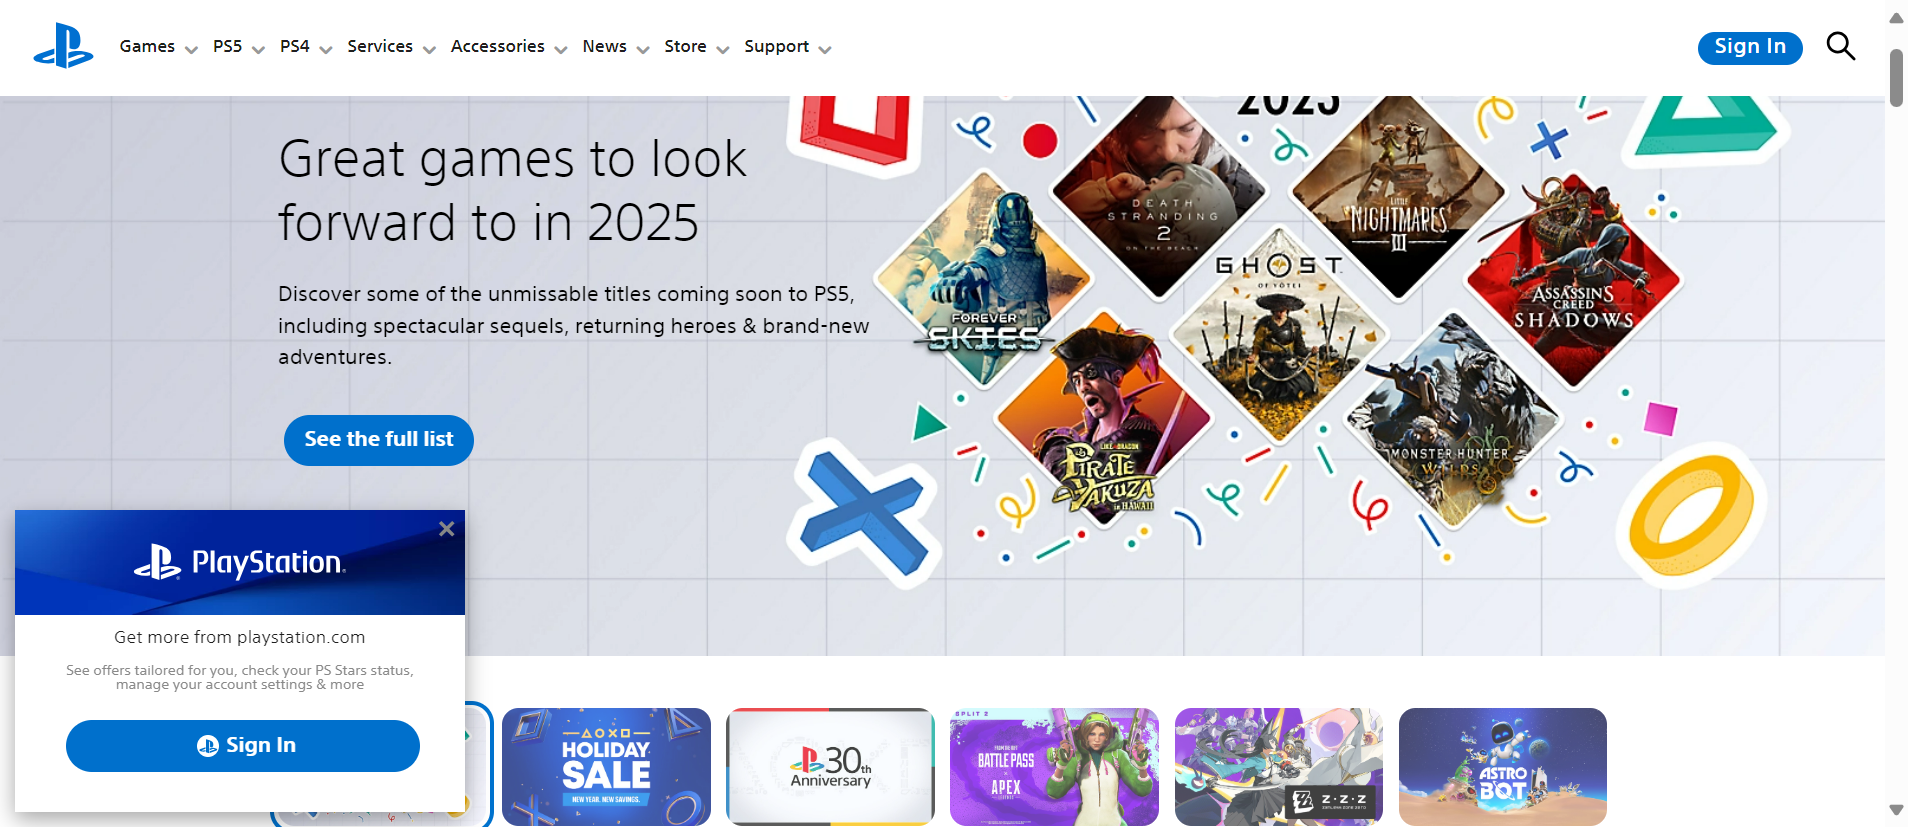 Games
PS5
PS4
Services
Accessories
News
Store
Support
Sign In
2025
Great games to look
forward to in 2025
Discover some of the unmissable titles coming soon to PS5,
including spectacular sequels, returning heroes & brand-new
adventures.
See the full list
DEATH
STRANDING
2
ON THE BEACH
LITTLE
NIGHTMARES
III
GHOST
OF YŌTEI
ASSASSIN'S
CREED
SHADOWS
FOREVER
SKIES
LIKE A DRAGON
PIRATE
YAKUZA
in HAWAII
MONSTER HUNTER
WILDS
PlayStation
Get more from playstation.com
See offers tailored for you, check your PS Stars status,
manage your account settings & more
Sign In
HOLIDAY
SALE
NEW YEAR. NEW SAVINGS.
30th
Anniversary
SPLIT 2
BATTLE PASS
APEX
Z·Z·Z
ZENLESS ZONE ZERO
ASTRO
BOT